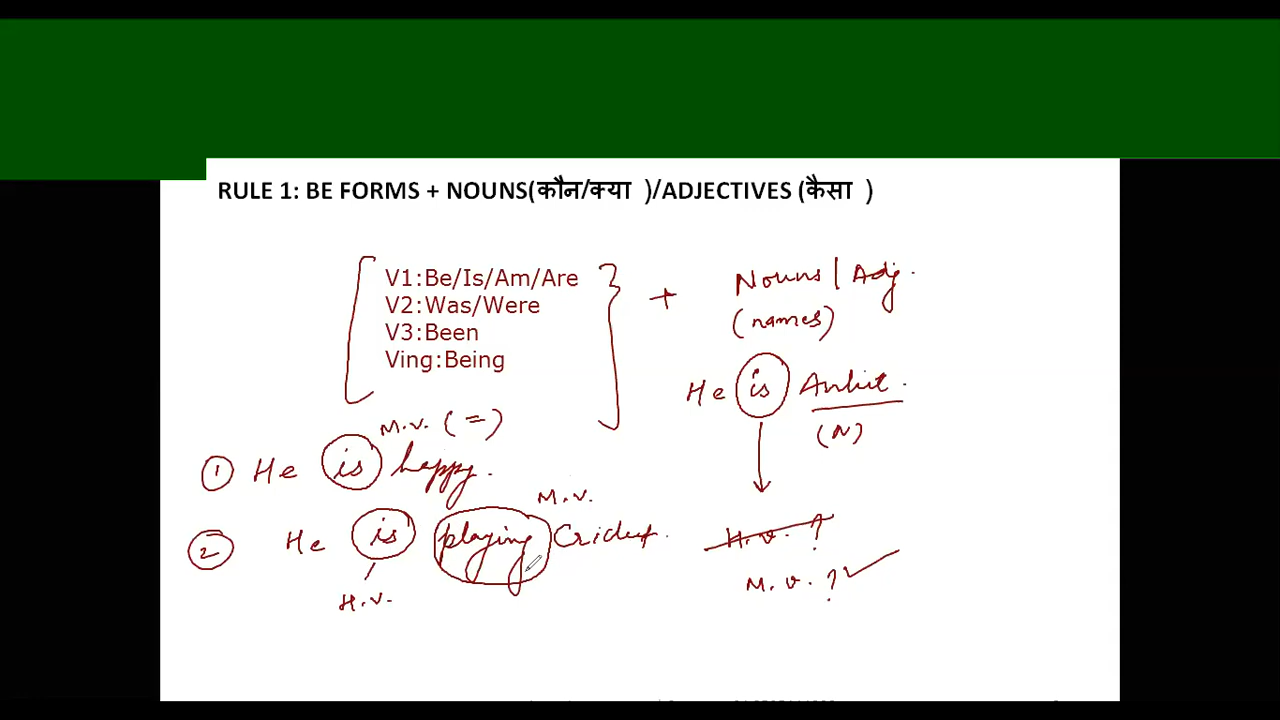 RULE 1: BE FORMS + NOUNS(कौन/क्या )/ADJECTIVES (कैसा )
V1:Be/Is/Am/Are
V2:Was/Were
V3:Been
Ving:Being
+ Nouns | Adj.
(names)
He is Ankit.
(N)
M.V. (=)
① He is happy.
M.V.
② He is playing Cricket.
H.V.
H.V. ?
M.V. ?